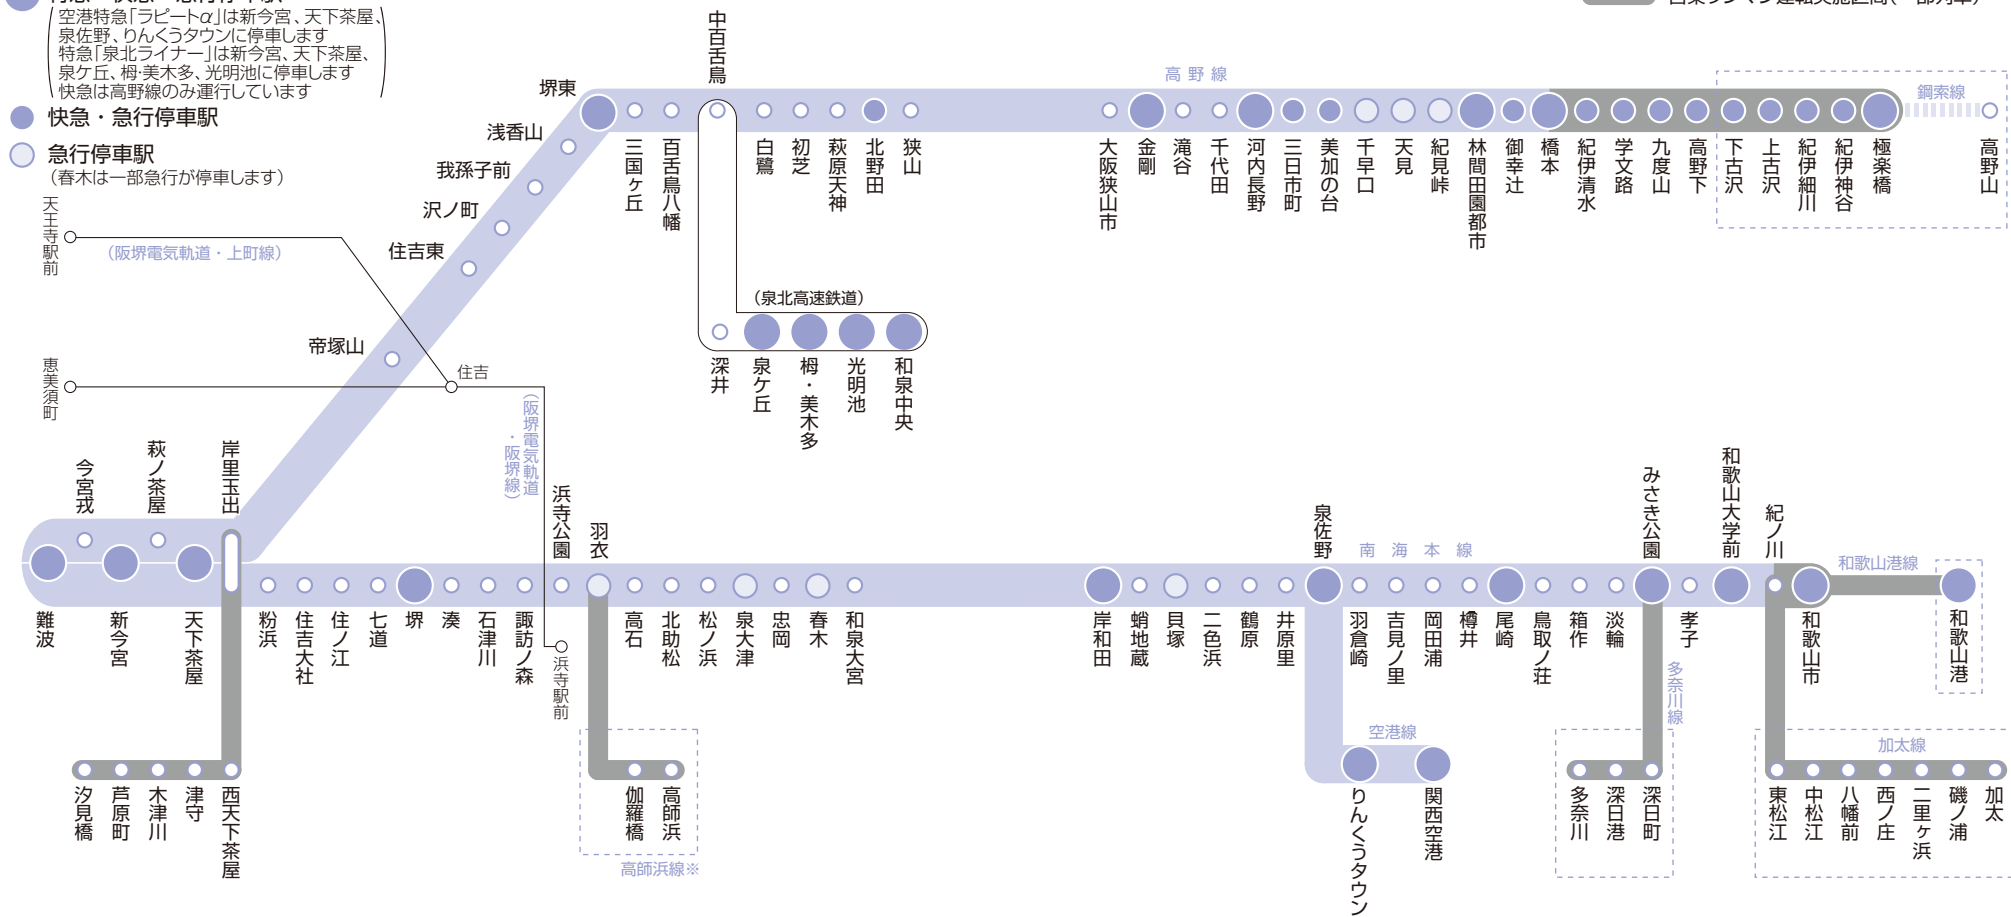 空港特急「ラピートα」は新今宮、天下茶屋、
泉佐野、りんくうタウンに停車します
特急「泉北ライナー」は新今宮、天下茶屋、
泉ケ丘、栂・美木多、光明池に停車します
快急は高野線のみ運行しています
快急・急行停車駅
急行停車駅
（春木は一部急行が停車します）
高野線
鋼索線
堺東
浅香山
我孫子前
沢ノ町
住吉東
帝塚山
中百舌鳥
三国ヶ丘
百舌鳥八幡
白鷺
初芝
萩原天神
北野田
狭山
大阪狭山市
金剛
滝谷
千代田
河内長野
三日市町
美加の台
千早口
天見
紀見峠
林間田園都市
御幸辻
橋本
紀伊清水
学文路
九度山
高野下
下古沢
上古沢
紀伊細川
紀伊神谷
極楽橋
高野山
天王寺駅前
（阪堺電気軌道・上町線）
恵美須町
住吉
（阪堺電気軌道
・阪堺線）
浜寺駅前
（泉北高速鉄道）
深井
泉ケ丘
栂・美木多
光明池
和泉中央
今宮戎
萩ノ茶屋
岸里玉出
難波
新今宮
天下茶屋
粉浜
住吉大社
住ノ江
七道
堺
湊
石津川
諏訪ノ森
浜寺公園
羽衣
高石
北助松
松ノ浜
泉大津
忠岡
春木
和泉大宮
岸和田
蛸地蔵
貝塚
二色浜
鶴原
井原里
泉佐野
南海本線
羽倉崎
吉見ノ里
岡田浦
樽井
尾崎
鳥取ノ荘
箱作
淡輪
みさき公園
孝子
和歌山大学前
紀ノ川
和歌山市
和歌山港線
和歌山港
汐見橋
芦原町
木津川
津守
西天下茶屋
伽羅橋
高師浜
高師浜線※
空港線
りんくうタウン
関西空港
多奈川線
多奈川
深日港
深日町
加太線
東松江
中松江
八幡前
西ノ庄
二里ヶ浜
磯ノ浦
加太